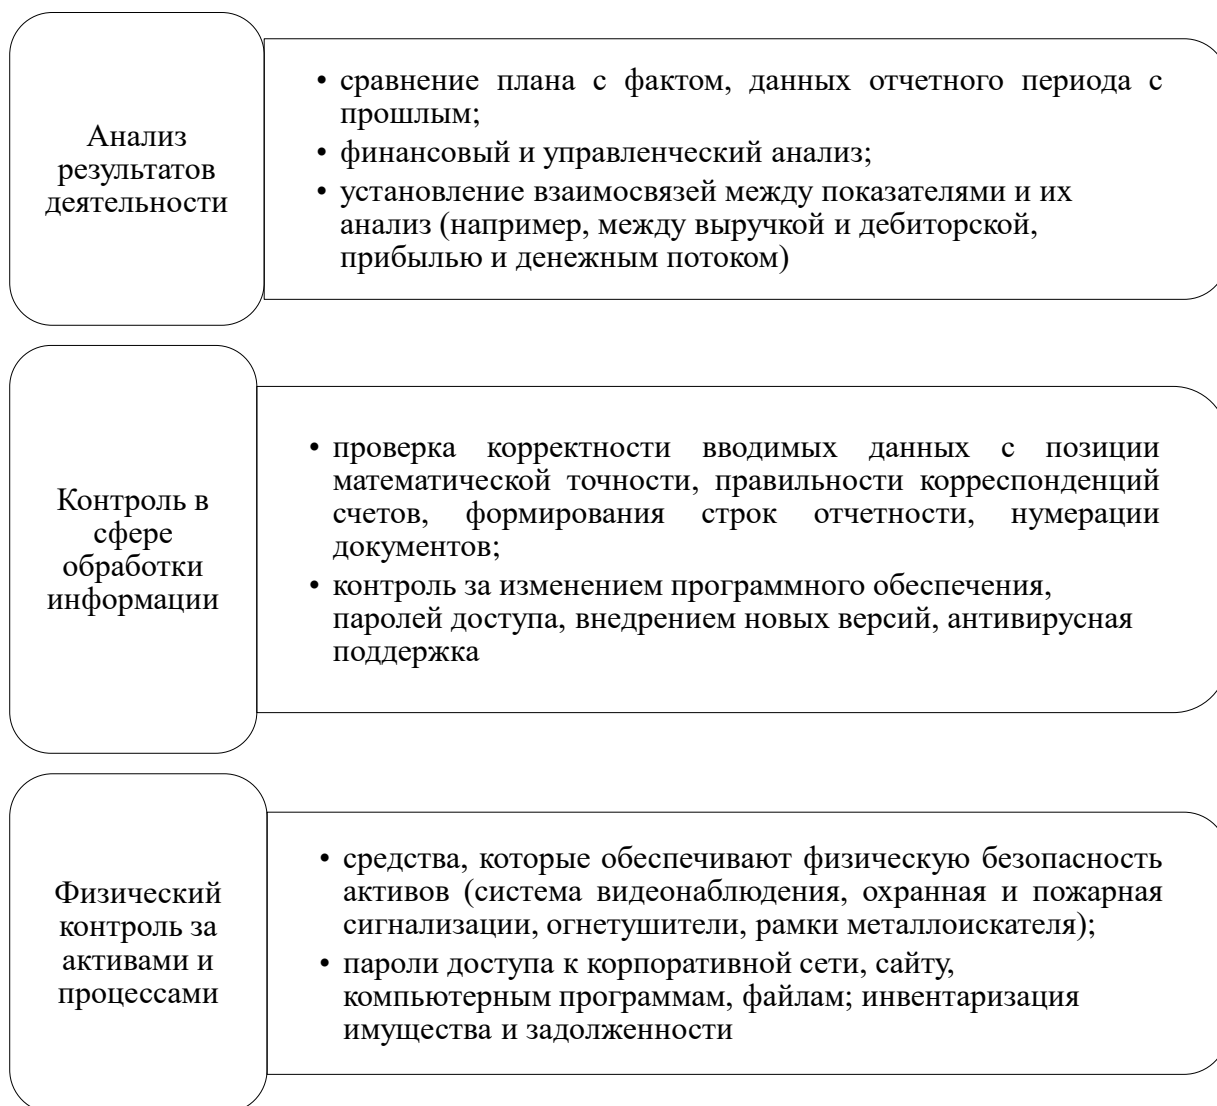 Анализ
результатов
деятельности
• сравнение плана с фактом, данных отчетного периода с
прошлым;
• финансовый и управленческий анализ;
• установление взаимосвязей между показателями и их
анализ (например, между выручкой и дебиторской,
прибылью и денежным потоком)
Контроль в
сфере
обработки
информации
• проверка корректности вводимых данных с позиции
математической точности, правильности корреспонденций
счетов, формирования строк отчетности, нумерации
документов;
• контроль за изменением программного обеспечения,
паролей доступа, внедрением новых версий, антивирусная
поддержка
Физический
контроль за
активами и
процессами
• средства, которые обеспечивают физическую безопасность
активов (система видеонаблюдения, охранная и пожарная
сигнализации, огнетушители, рамки металлоискателя);
• пароли доступа к корпоративной сети, сайту,
компьютерным программам, файлам; инвентаризация
имущества и задолженности